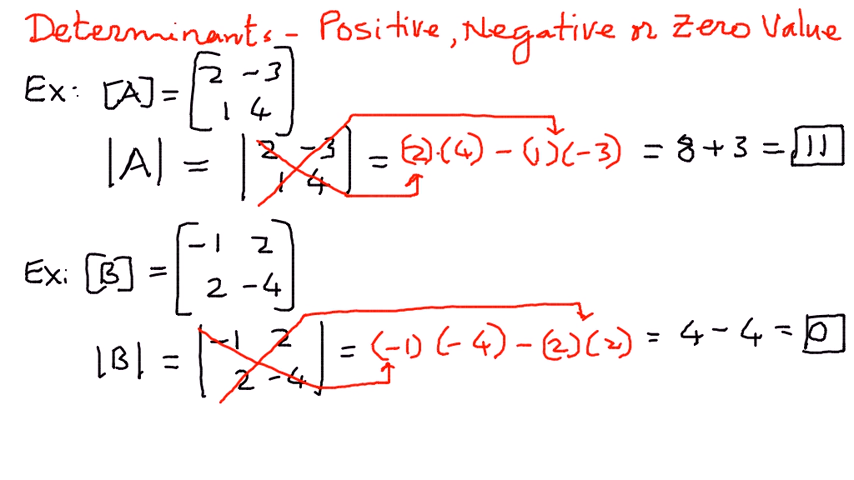 Determinants - Positive, Negative or Zero Value
Ex: [A] = [2 -3
1 4]
|A| = |2 -3
1 4| = (2).(4) - (1)(-3) = 8 + 3 = 11
Ex: [B] = [-1 2
2 -4]
|B| = |-1 2
2 -4| = (-1) (-4) - (2)(2) = 4 - 4 = 0